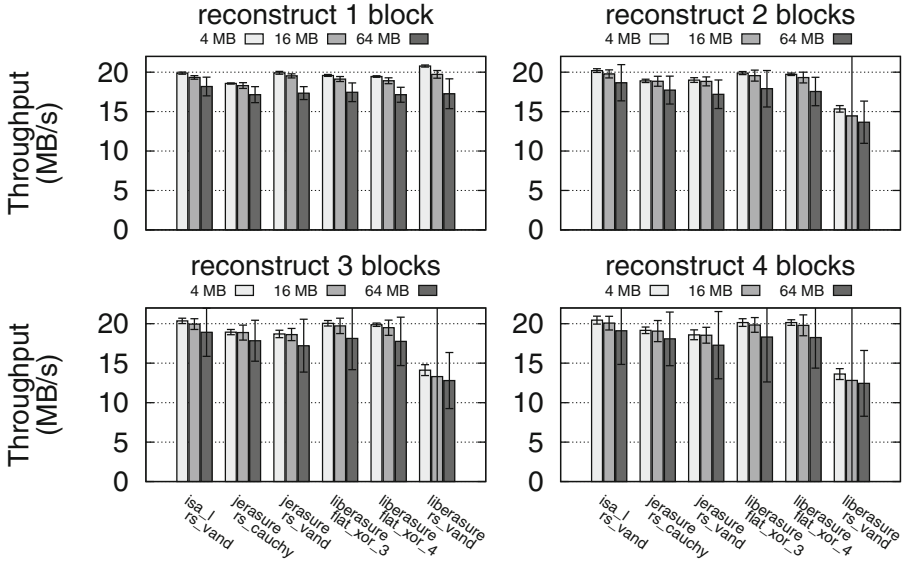 reconstruct 1 block
4 MB 16 MB 64 MB
Throughput
(MB/s)
20
15
10
5
0
reconstruct 2 blocks
4 MB 16 MB 64 MB
20
15
10
5
0
reconstruct 3 blocks
4 MB 16 MB 64 MB
Throughput
(MB/s)
20
15
10
5
0
isa_l
rs_vand
jerasure
rs_cauchy
jerasure
rs_vand
liberasure
flat_xor_3
liberasure
flat_xor_4
liberasure
rs_vand
reconstruct 4 blocks
4 MB 16 MB 64 MB
20
15
10
5
0
isa_l
rs_vand
jerasure
rs_cauchy
jerasure
rs_vand
liberasure
flat_xor_3
liberasure
flat_xor_4
liberasure
rs_vand